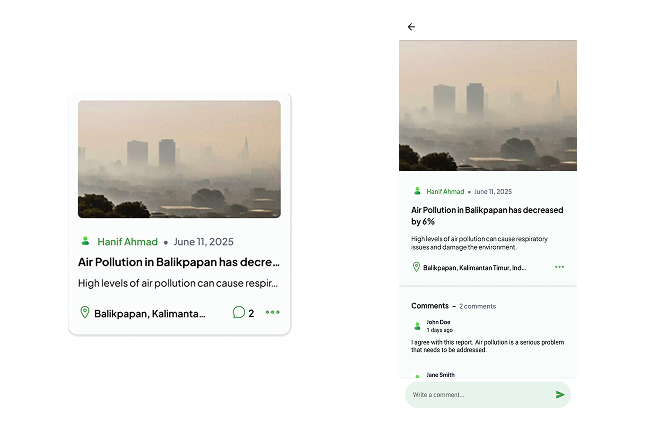 Hanif Ahmad • June 11, 2025
Air Pollution in Balikpapan has decre...
High levels of air pollution can cause respir...
Balikpapan, Kalimanta...
2
Hanif Ahmad • June 11, 2025
Air Pollution in Balikpapan has decreased
by 6%
High levels of air pollution can cause respiratory
issues and damage the environment.
Balikpapan, Kalimantan Timur, Ind...
Comments - 2 comments
John Doe
1 days ago
I agree with this report. Air pollution is a serious problem
that needs to be addressed.
Jane Smith
Write a comment...